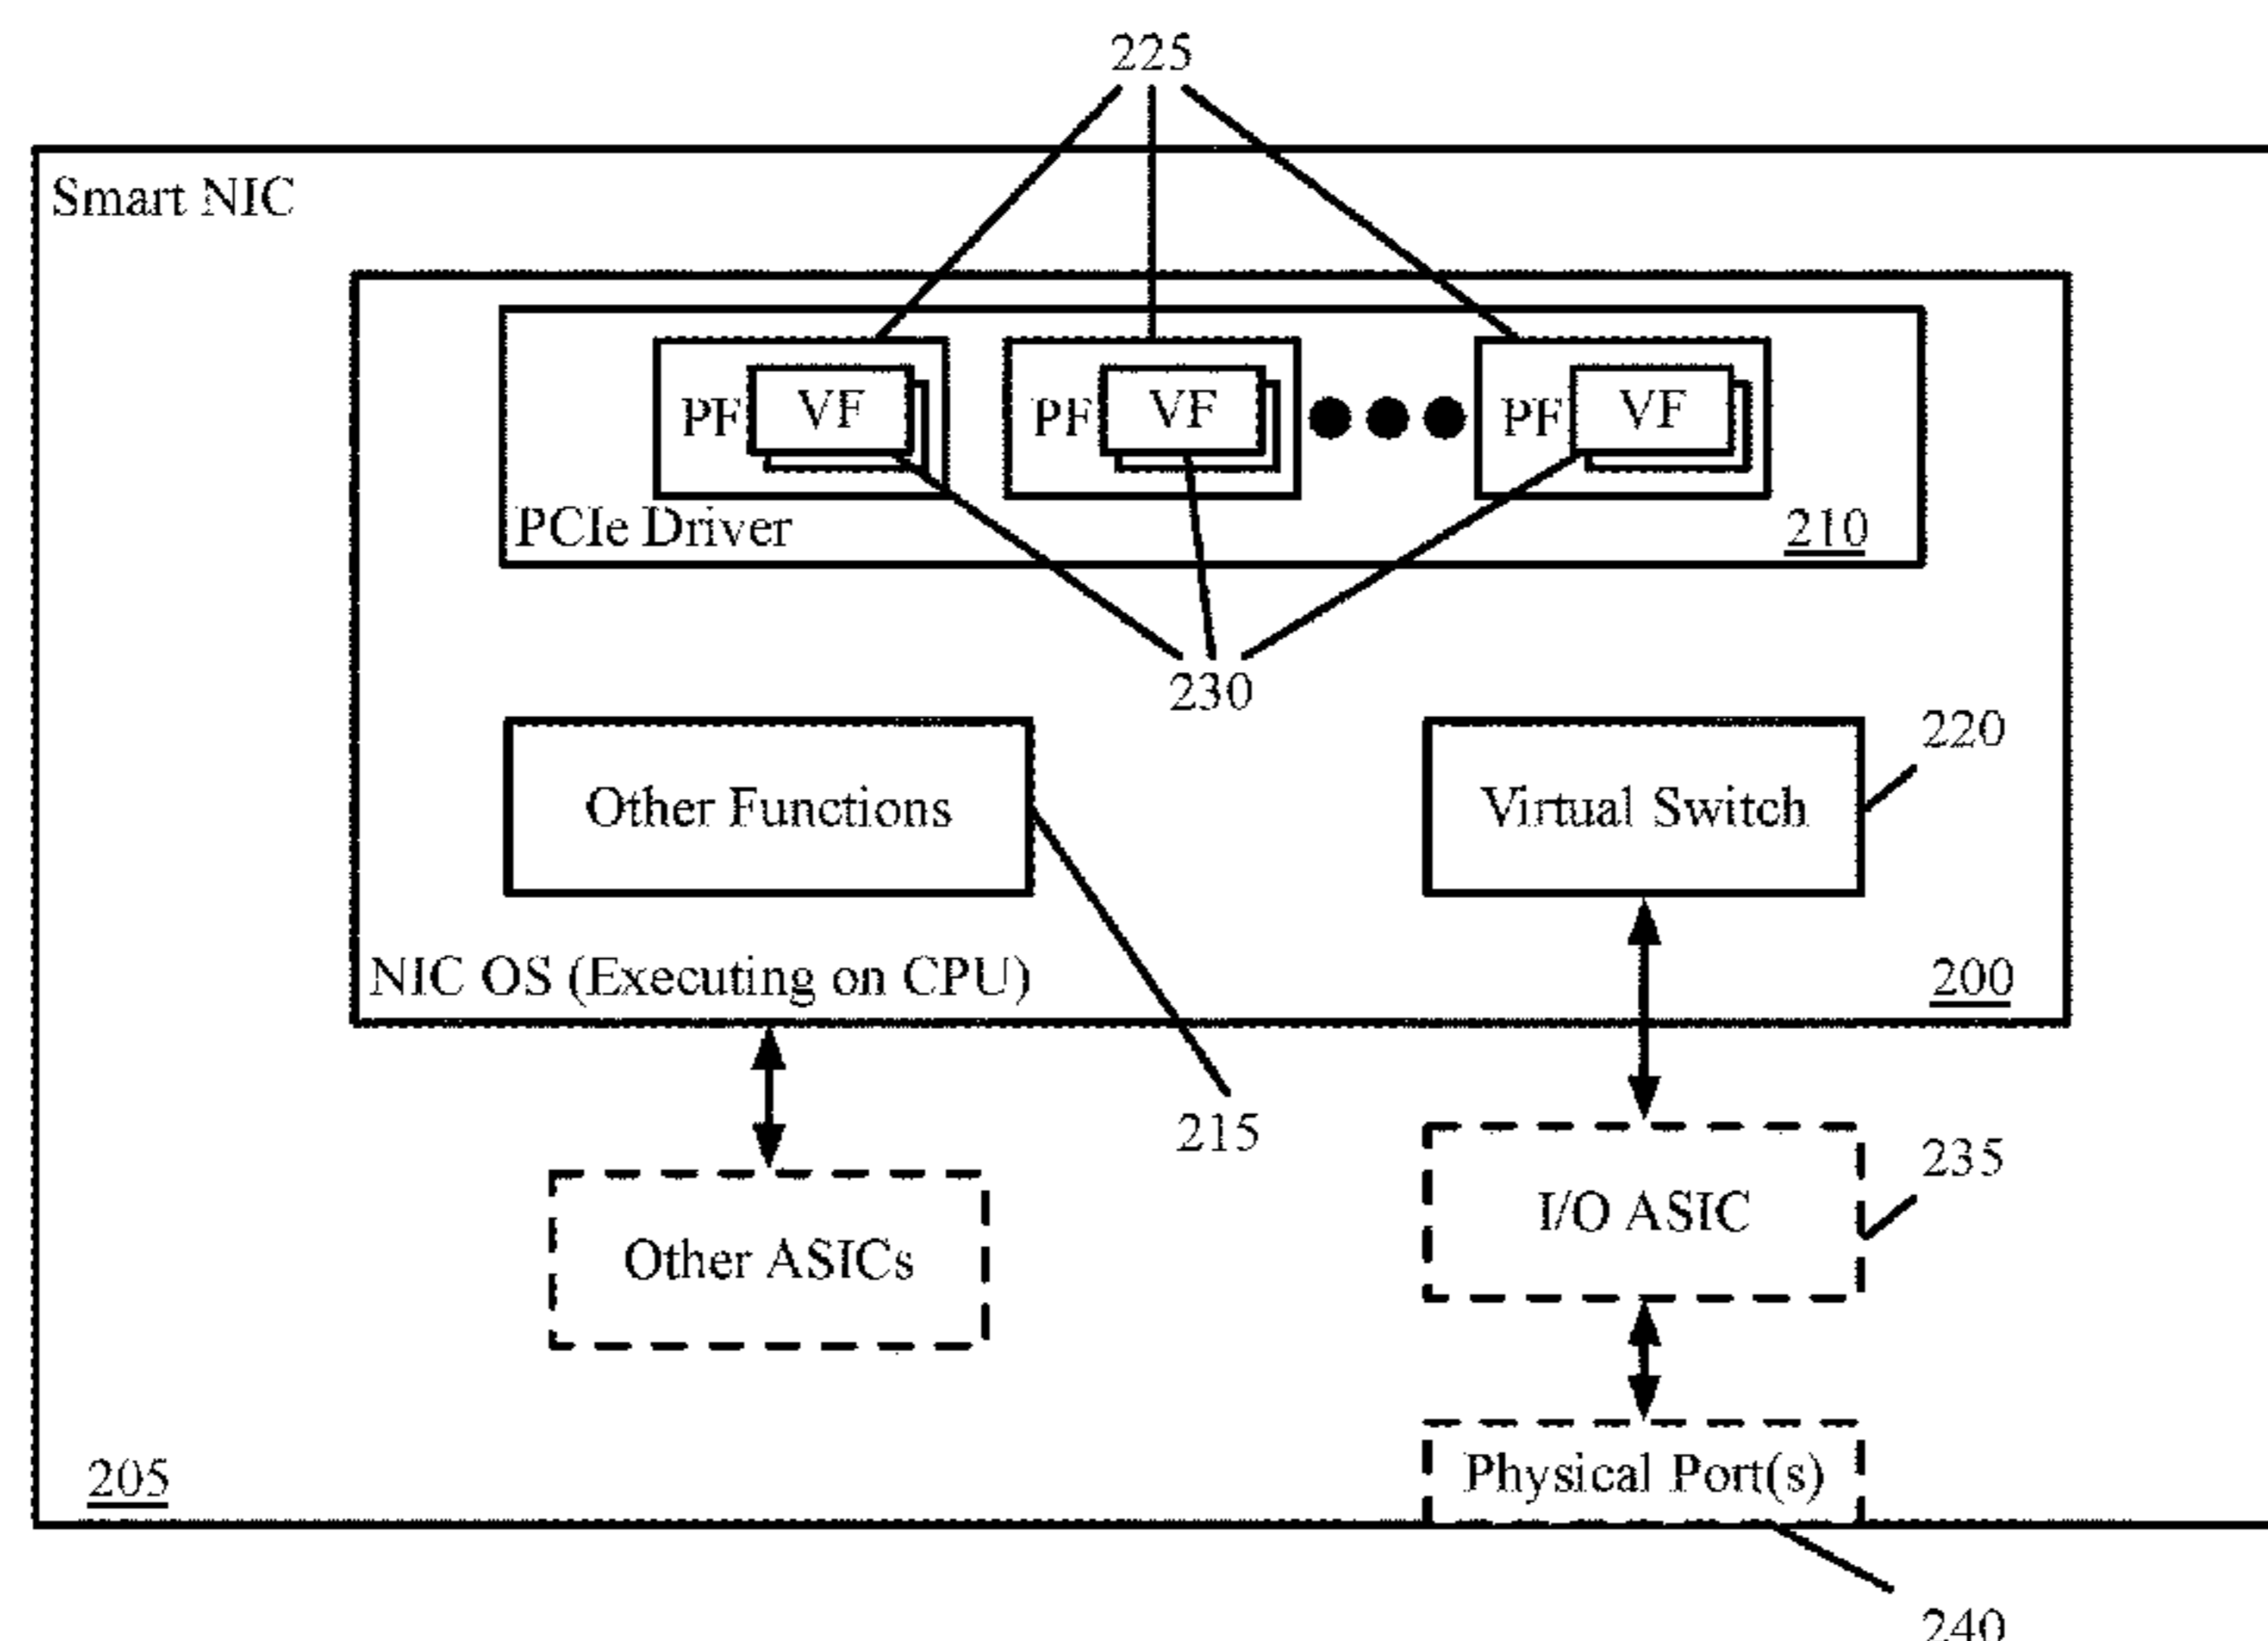 225
Smart NIC
PF VF PF VF PF VF
PCIe Driver 210
230
220
Other Functions Virtual Switch
NIC OS (Executing on CPU) 200
215
235
I/O ASIC
Other ASICs
Physical Port(s)
205
240